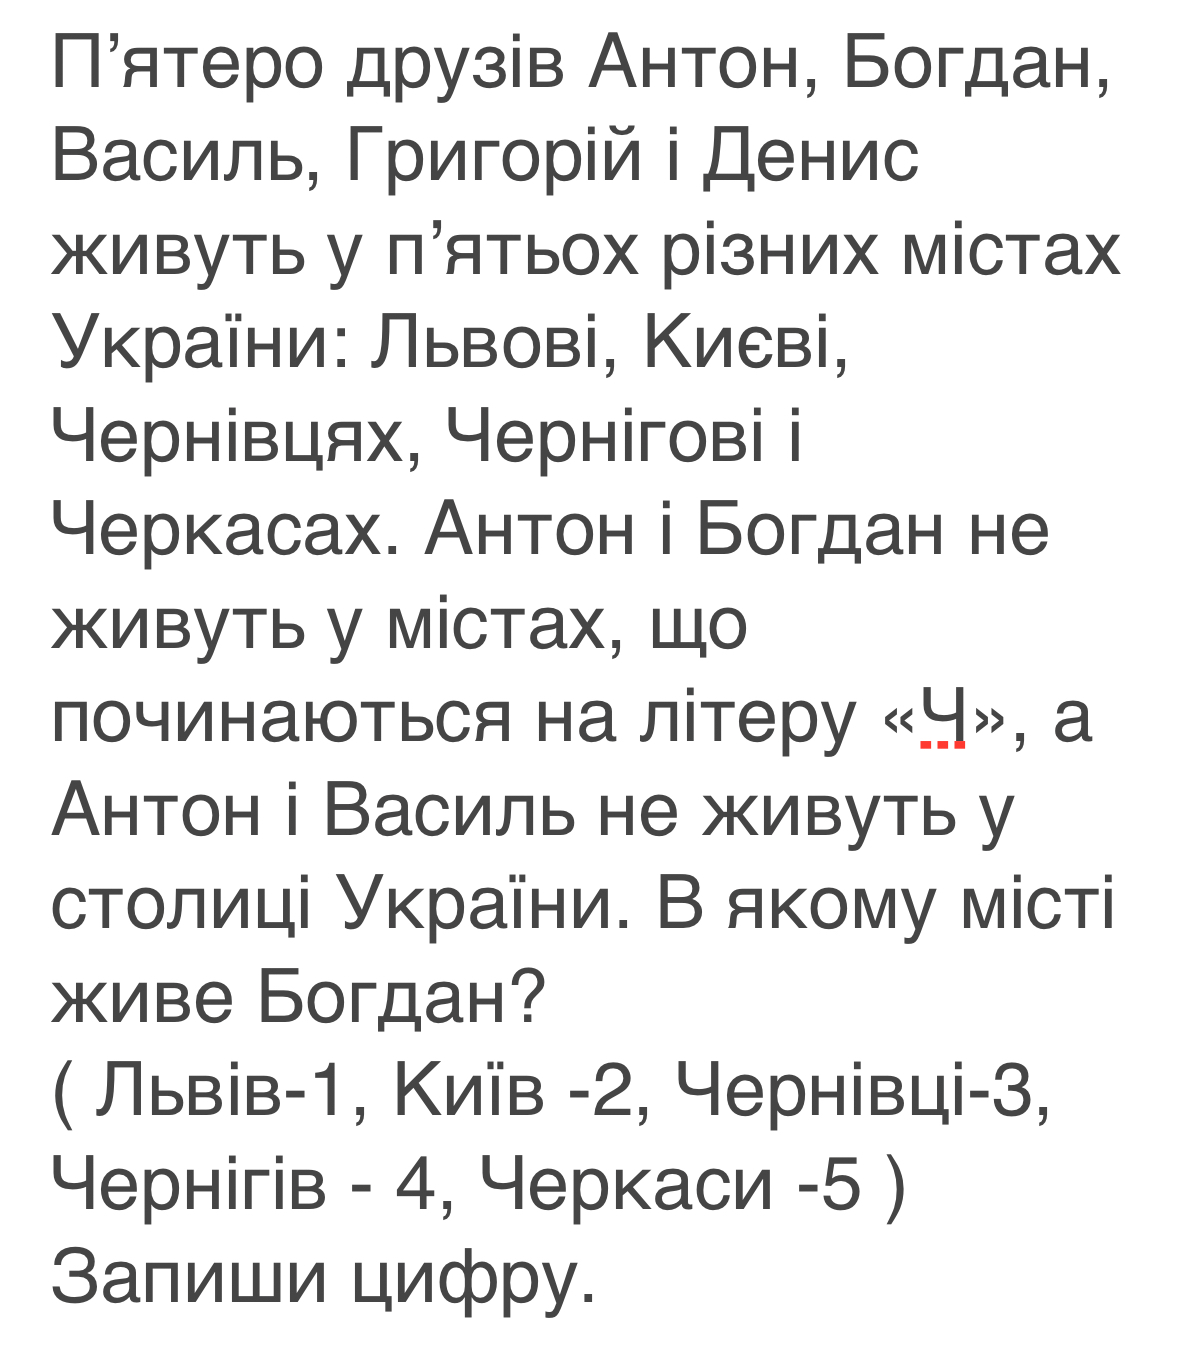 П’ятеро друзів Антон, Богдан,
Василь, Григорій і Денис
живуть у п’ятьох різних містах
України: Львові, Києві,
Чернівцях, Чернігові і
Черкасах. Антон і Богдан не
живуть у містах, що
починаються на літеру «Ч», а
Антон і Василь не живуть у
столиці України. В якому місті
живе Богдан?
( Львів-1, Київ -2, Чернівці-3,
Чернігів - 4, Черкаси -5 )
Запиши цифру.